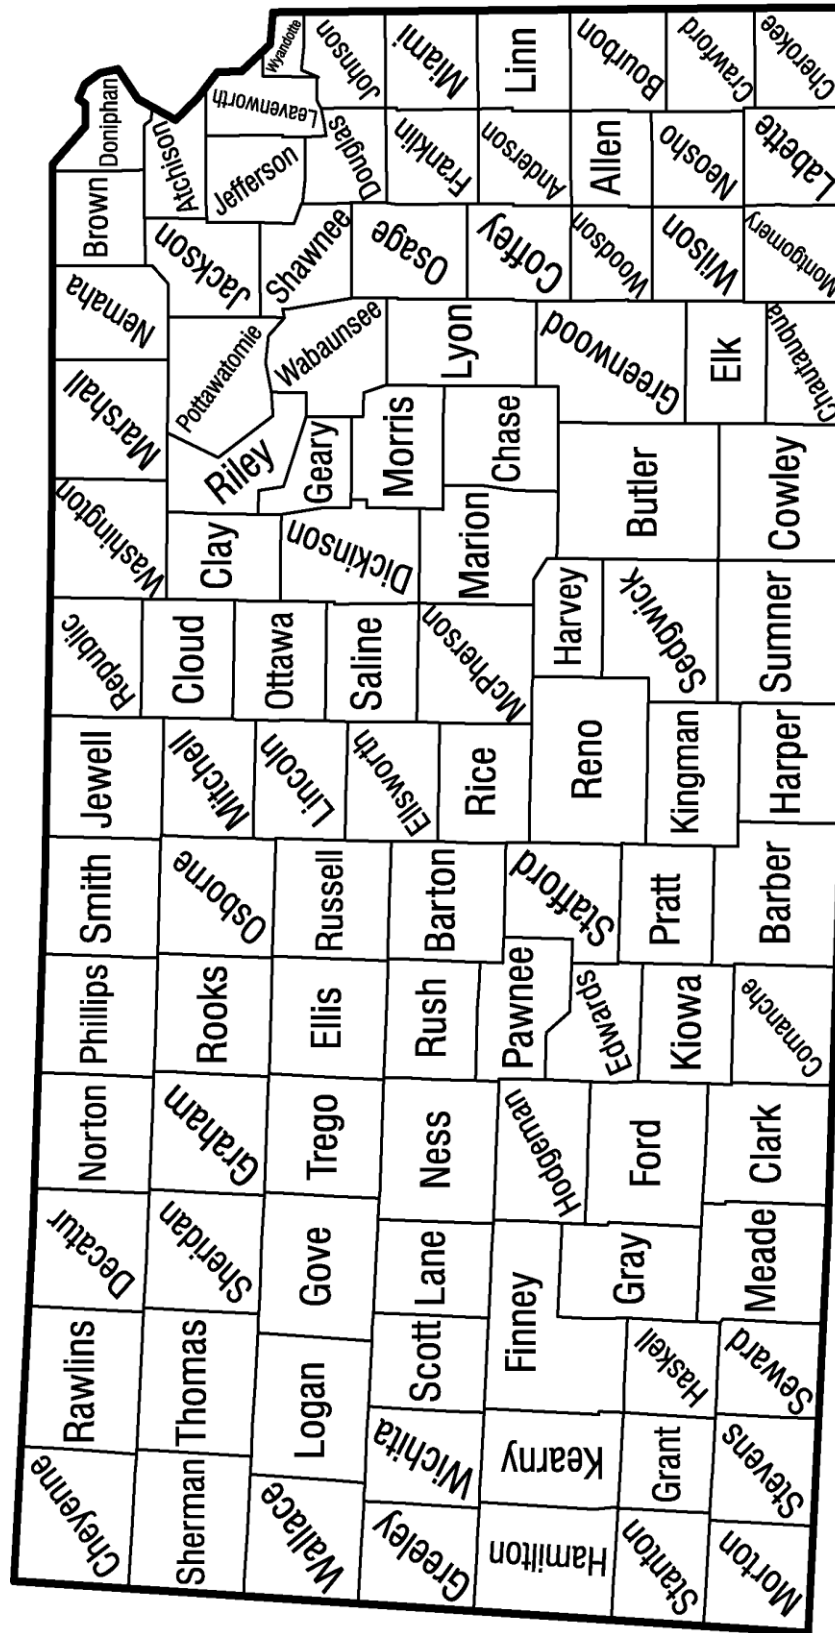 Cheyenne
Rawlins
Decatur
Norton
Phillips
Smith
Jewell
Republic
Washington
Marshall
Nemaha
Brown
Doniphan
Sherman
Thomas
Sheridan
Graham
Rooks
Osborne
Mitchell
Cloud
Clay
Riley
Pottawatomie
Jackson
Atchison
Jefferson
Leavenworth
Wyandotte
Wallace
Logan
Gove
Trego
Ellis
Russell
Lincoln
Ottawa
Saline
Dickinson
Geary
Wabaunsee
Shawnee
Douglas
Johnson
Greeley
Wichita
Scott
Lane
Ness
Rush
Barton
Ellsworth
Rice
McPherson
Marion
Morris
Chase
Lyon
Osage
Franklin
Miami
Coffey
Anderson
Linn
Hamilton
Kearny
Finney
Gray
Hodgeman
Ford
Pawnee
Edwards
Stafford
Reno
Harvey
Butler
Greenwood
Woodson
Allen
Bourbon
Stanton
Grant
Haskell
Kiowa
Pratt
Kingman
Sedgwick
Elk
Wilson
Neosho
Crawford
Morton
Stevens
Seward
Meade
Clark
Comanche
Barber
Harper
Sumner
Cowley
Chautauqua
Montgomery
Labette
Cherokee